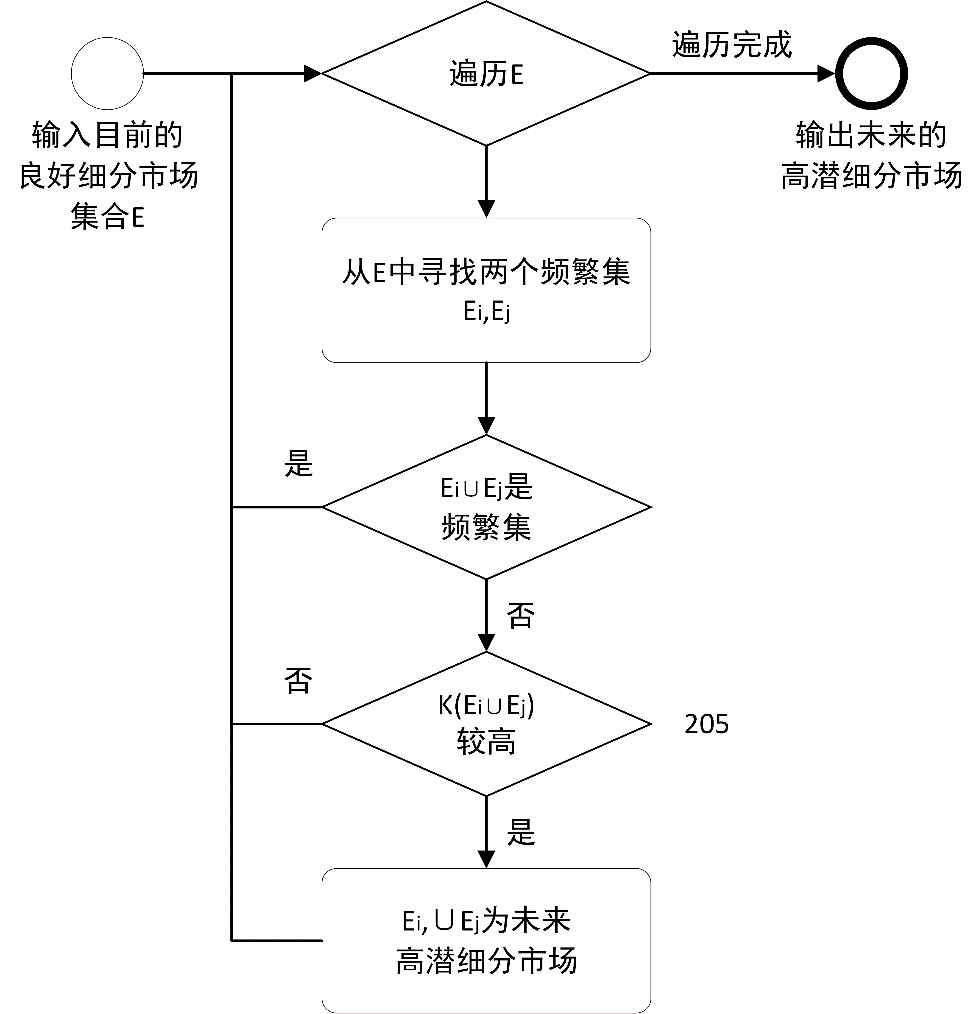 遍历E
遍历完成
输入目前的
良好细分市场
集合E
输出未来的
高潜细分市场
从E中寻找两个频繁集
Ei,Ej
是
Ei∪Ej是
频繁集
否
否
K(Ei∪Ej)
较高
205
是
Ei,∪Ej为未来
高潜细分市场